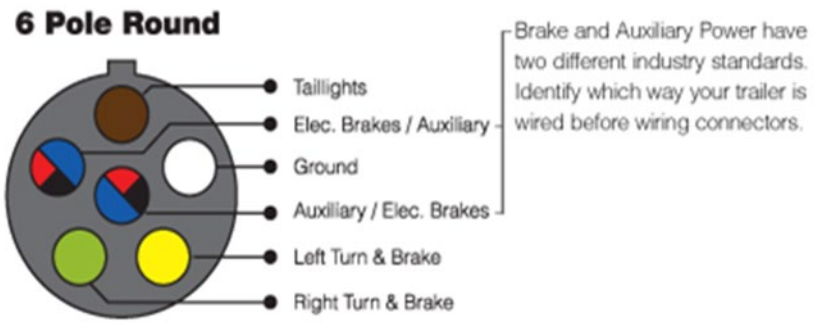 6 Pole Round
Taillights
Elec. Brakes / Auxiliary
Ground
Auxiliary / Elec. Brakes
Left Turn & Brake
Right Turn & Brake
Brake and Auxiliary Power have
two different industry standards.
Identify which way your trailer is
wired before wiring connectors.